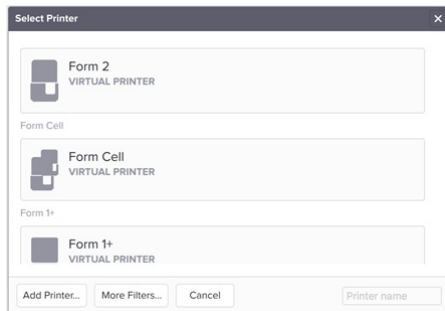 Select Printer
Form 2
VIRTUAL PRINTER
Form Cell
Form Cell
VIRTUAL PRINTER
Form 1+
Form 1+
VIRTUAL PRINTER
Add Printer... More Filters... Cancel Printer name